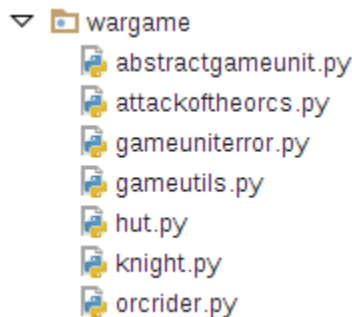 wargame
abstractgameunit.py
attackoftheorcs.py
gameuniterror.py
gameutils.py
hut.py
knight.py
orcrider.py